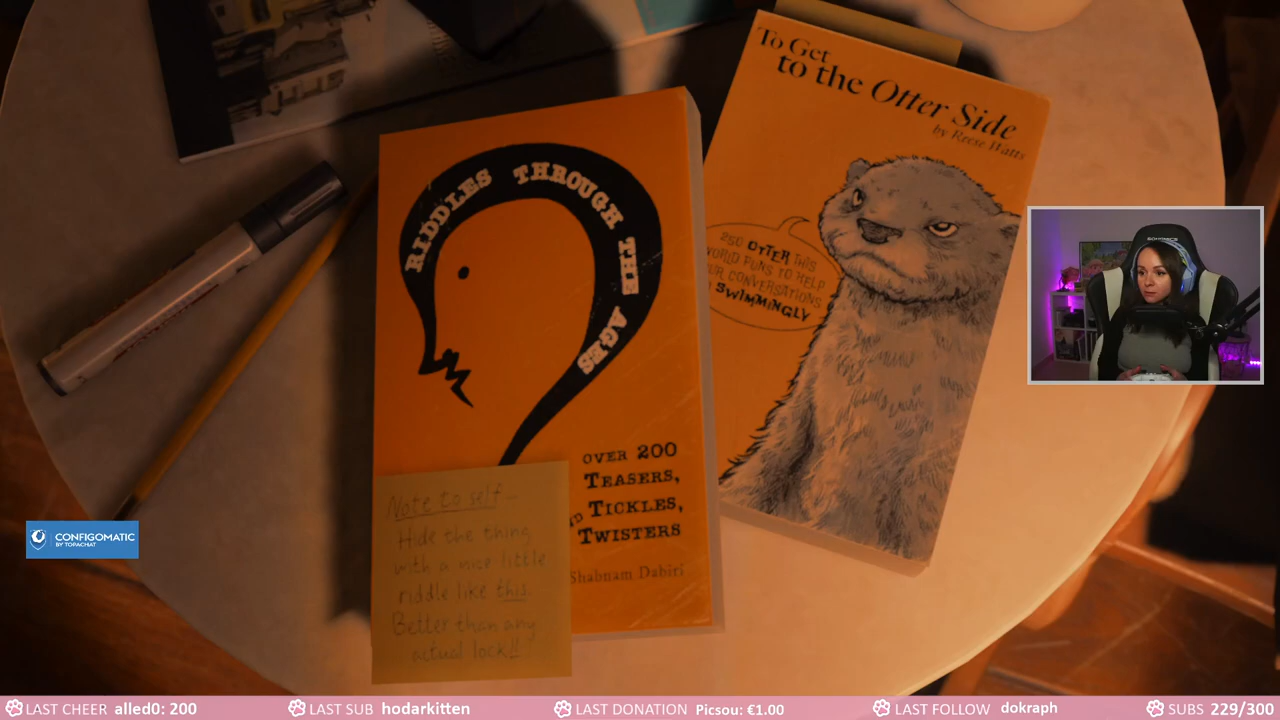 To Get
to the Otter Side
by Reese Watts
250 OTTER THIS
WORLD PUNS TO HELP
YOUR CONVERSATIONS
SWIMMINGLY
RIDDLES THROUGH THE AGES
OVER 200
TEASERS,
TICKLES,
TWISTERS
Shabnam Dabiri
Note to self—
Hide the thing
with a nice little
riddle like this.
Better than any
actual lock!!
CONFIGOMATIC
BY TOPACHAT
LAST CHEER alled0: 200
LAST SUB hodarkitten
LAST DONATION Picsou: €1.00
LAST FOLLOW dokraph
SUBS 229/300